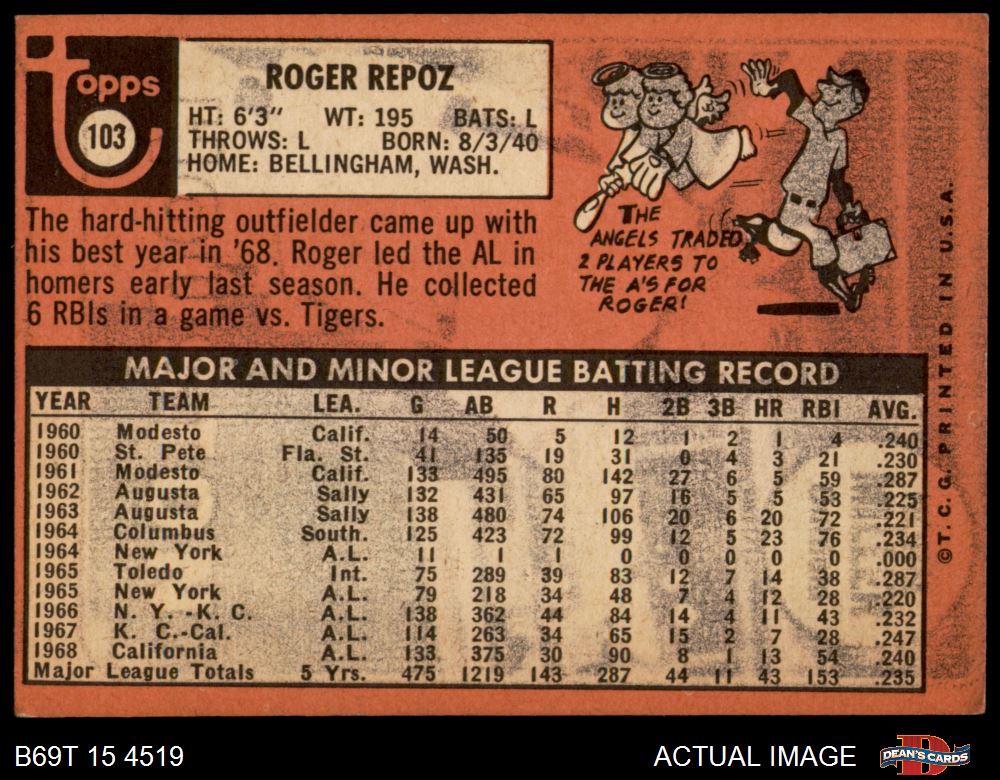 Topps
103
ROGER REPOZ
HT: 6'3" WT: 195 BATS: L
THROWS: L BORN: 8/3/40
HOME: BELLINGHAM, WASH.
The hard-hitting outfielder came up with
his best year in '68. Roger led the AL in
homers early last season. He collected
6 RBIs in a game vs. Tigers.
THE
ANGELS TRADED
2 PLAYERS TO
THE A'S FOR
ROGER!
MAJOR AND MINOR LEAGUE BATTING RECORD
YEAR TEAM LEA. G AB R H 2B 3B HR RBI AVG.
1960 Modesto Calif. 14 50 5 12 1 2 1 4 .240
1960 St. Pete Fla. St. 41 135 19 31 0 4 3 21 .230
1961 Modesto Calif. 133 495 80 142 27 6 5 59 .287
1962 Augusta Sally 132 431 65 97 16 5 5 53 .225
1963 Augusta Sally 138 480 74 106 20 6 20 72 .221
1964 Columbus South. 125 423 72 99 12 5 23 76 .234
1964 New York A.L. 11 1 1 0 0 0 0 0 .000
1965 Toledo Int. 75 289 39 83 12 7 14 38 .287
1965 New York A.L. 79 218 34 48 7 4 12 28 .220
1966 N. Y. -K. C. A.L. 138 362 44 84 14 4 11 43 .232
1967 K. C.-Cal. A.L. 114 263 34 65 15 2 7 28 .247
1968 California A.L. 133 375 30 90 8 1 13 54 .240
Major League Totals 5 Yrs. 475 1219 143 287 44 11 43 153 .235
©T. C. G. PRINTED IN U.S.A.
B69T 15 4519
ACTUAL IMAGE
DEAN'S CARDS